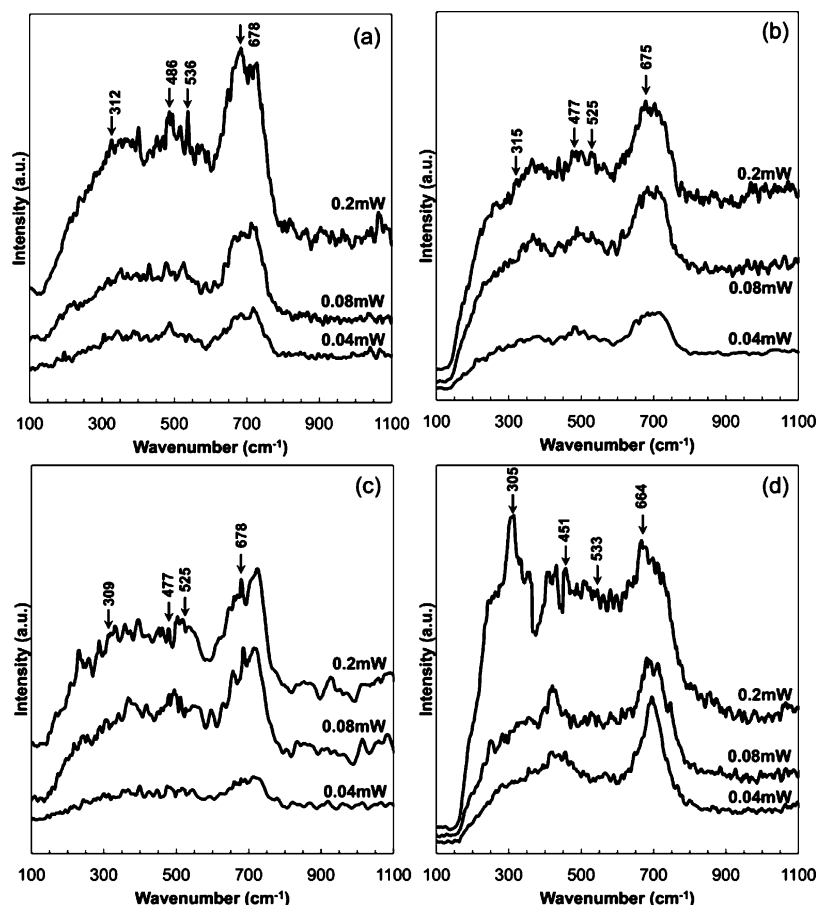 (a)
312
486
536
678
0.2mW
0.08mW
0.04mW
Intensity (a.u.)
100 300 500 700 900 1100
Wavenumber (cm⁻¹)
(b)
315
477
525
675
0.2mW
0.08mW
0.04mW
Intensity (a.u.)
100 300 500 700 900 1100
Wavenumber (cm⁻¹)
(c)
309
477
525
678
0.2mW
0.08mW
0.04mW
Intensity (a.u.)
100 300 500 700 900 1100
Wavenumber (cm⁻¹)
(d)
305
451
533
664
0.2mW
0.08mW
0.04mW
Intensity (a.u.)
100 300 500 700 900 1100
Wavenumber (cm⁻¹)